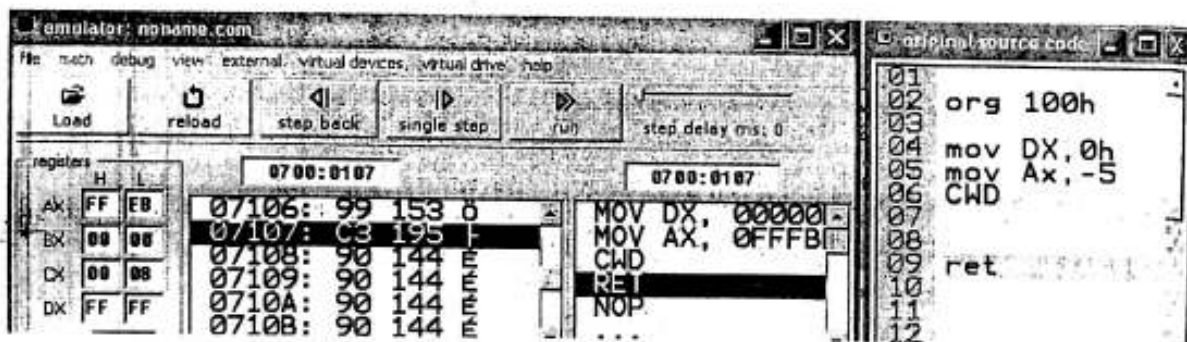 emulator: noname.com
original source code
file math debug view external virtual devices virtual drive help
Load reload step back single step run step delay ms: 0
registers
H L
0700:0107
0700:0107
AX FF FB
BX 00 00
CX 00 08
DX FF FF
07106: 99 153 Ö
07107: C3 195 ├
07108: 90 144 É
07109: 90 144 É
0710A: 90 144 É
0710B: 90 144 É
MOV DX, 00000
MOV AX, 0FFFB
CWD
RET
NOP
...
01
02 org 100h
03
04 mov DX,0h
05 mov Ax,-5
06 CWD
07
08
09 ret
10
11
12